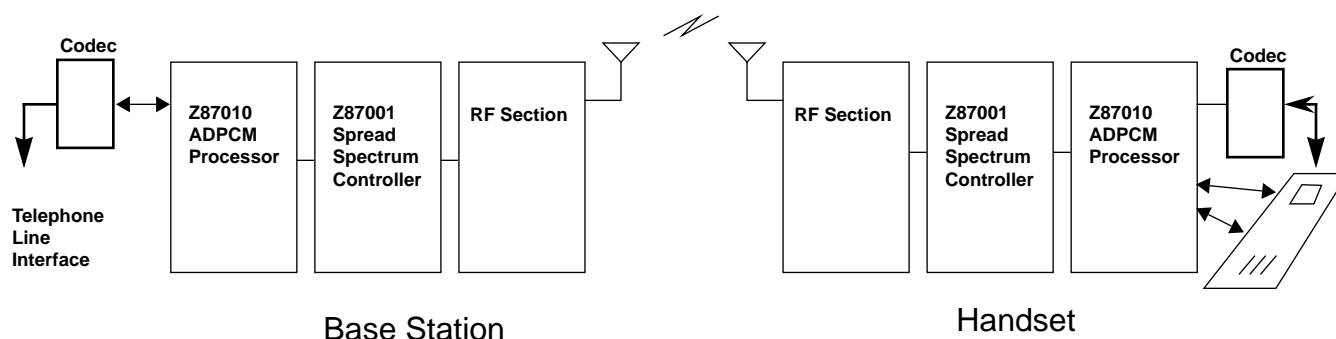 Codec
Z87010
ADPCM
Processor
Z87001
Spread
Spectrum
Controller
RF Section
Telephone
Line
Interface
Base Station
RF Section
Z87001
Spread
Spectrum
Controller
Z87010
ADPCM
Processor
Codec
Handset